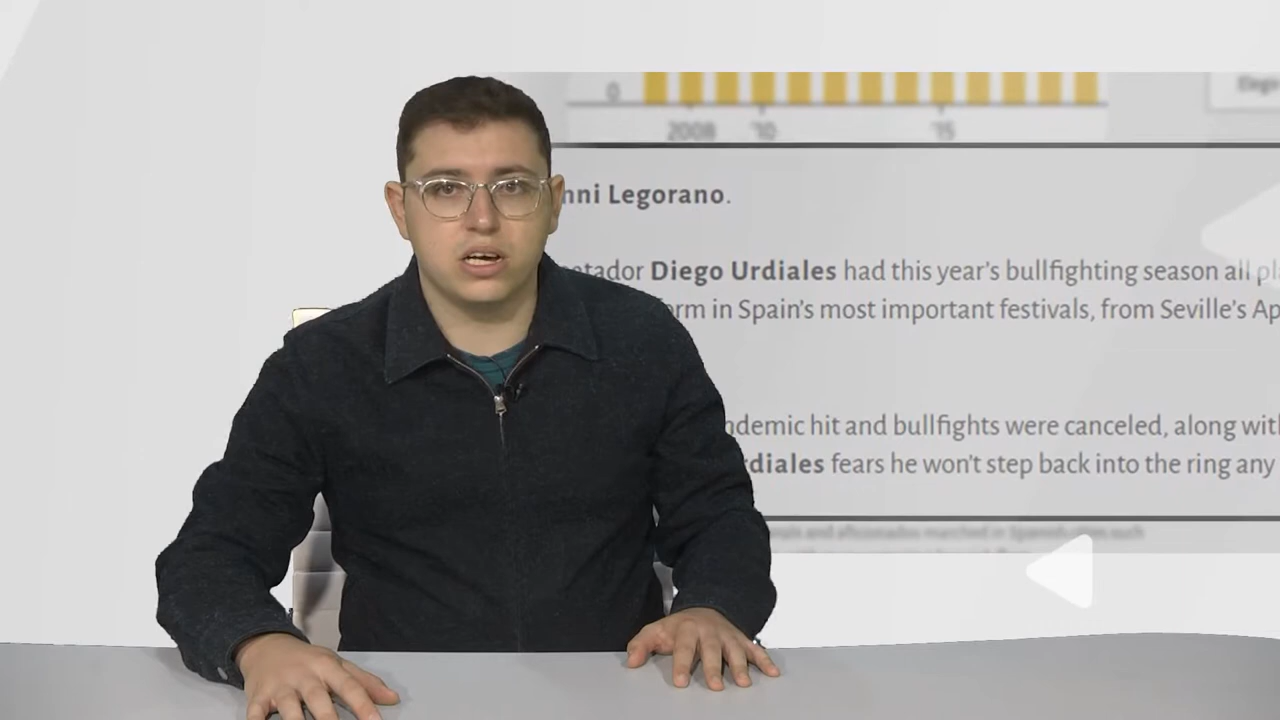 0
2008 '10 '15
nni Legorano.
tador Diego Urdiales had this year's bullfighting season all pl
orm in Spain's most important festivals, from Seville's Ap
ndemic hit and bullfights were canceled, along wit
rdiales fears he won't step back into the ring any